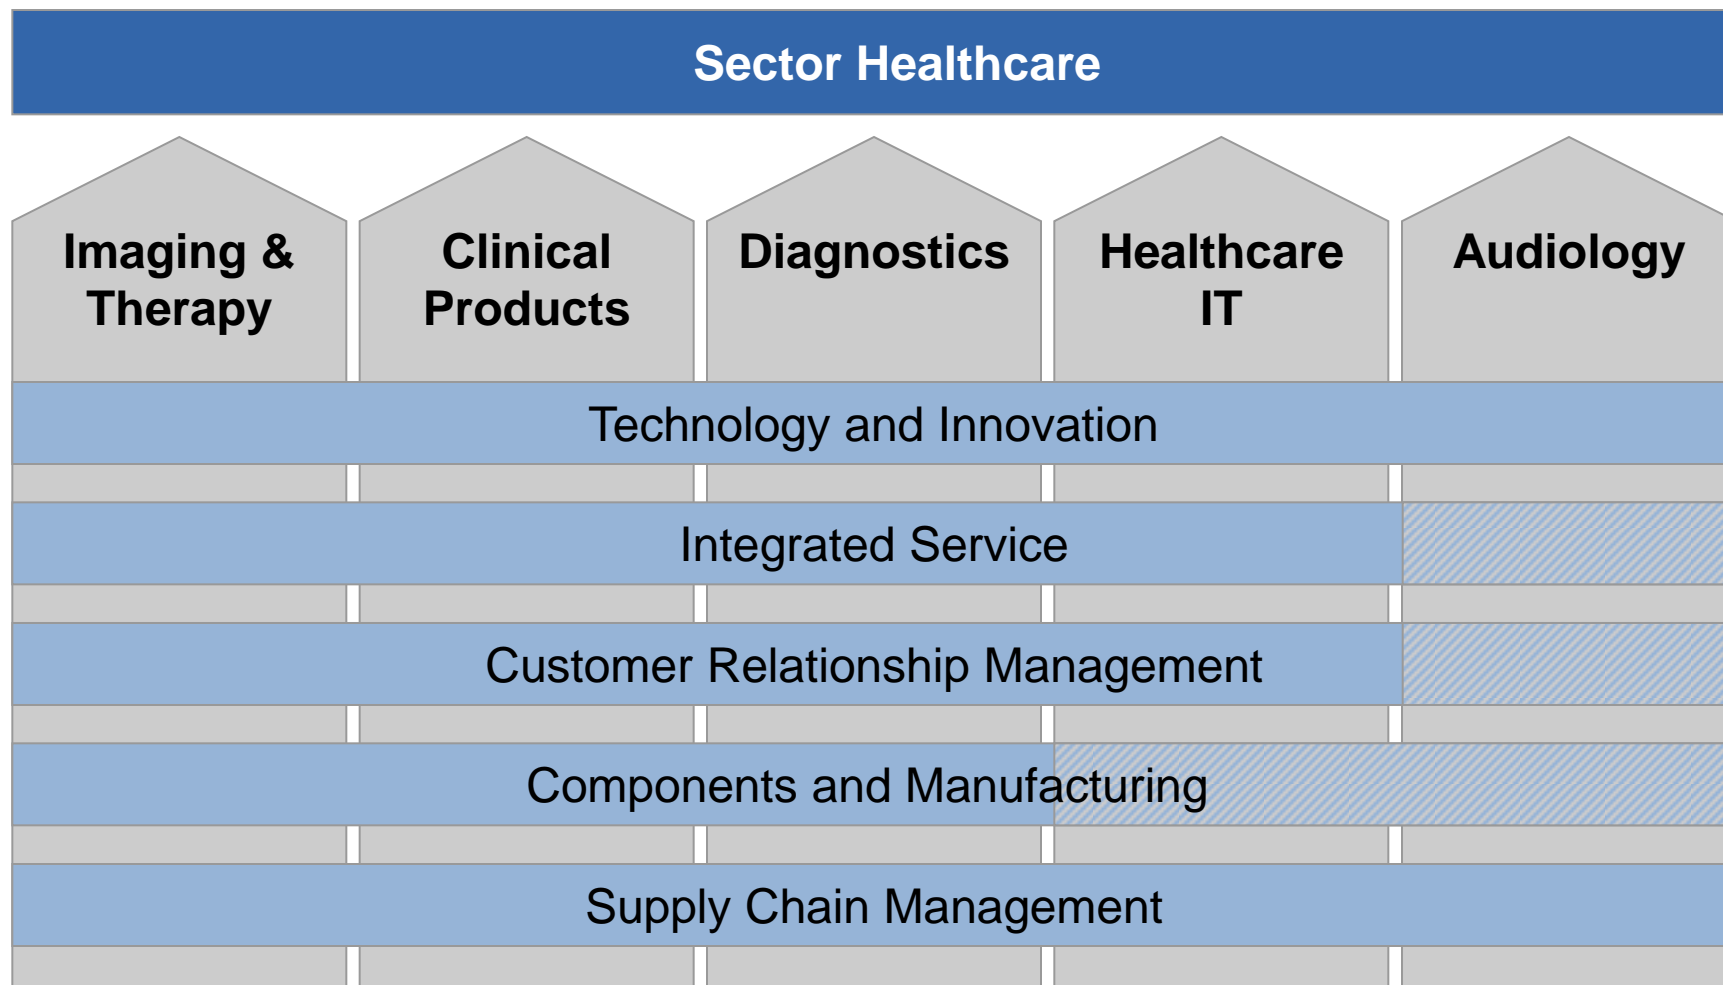 Sector Healthcare
Imaging &
Therapy
Clinical
Products
Diagnostics
Healthcare
IT
Audiology
Technology and Innovation
Integrated Service
Customer Relationship Management
Components and Manufacturing
Supply Chain Management